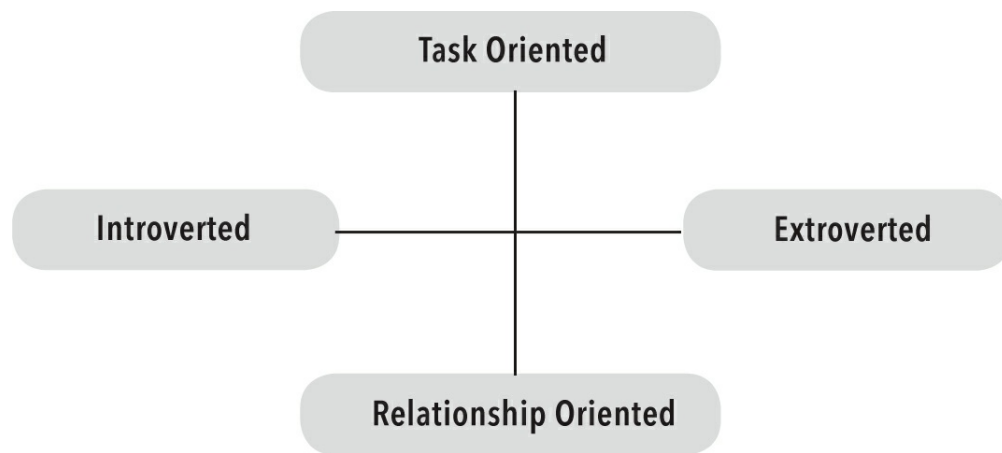 Task Oriented
Introverted
Extroverted
Relationship Oriented